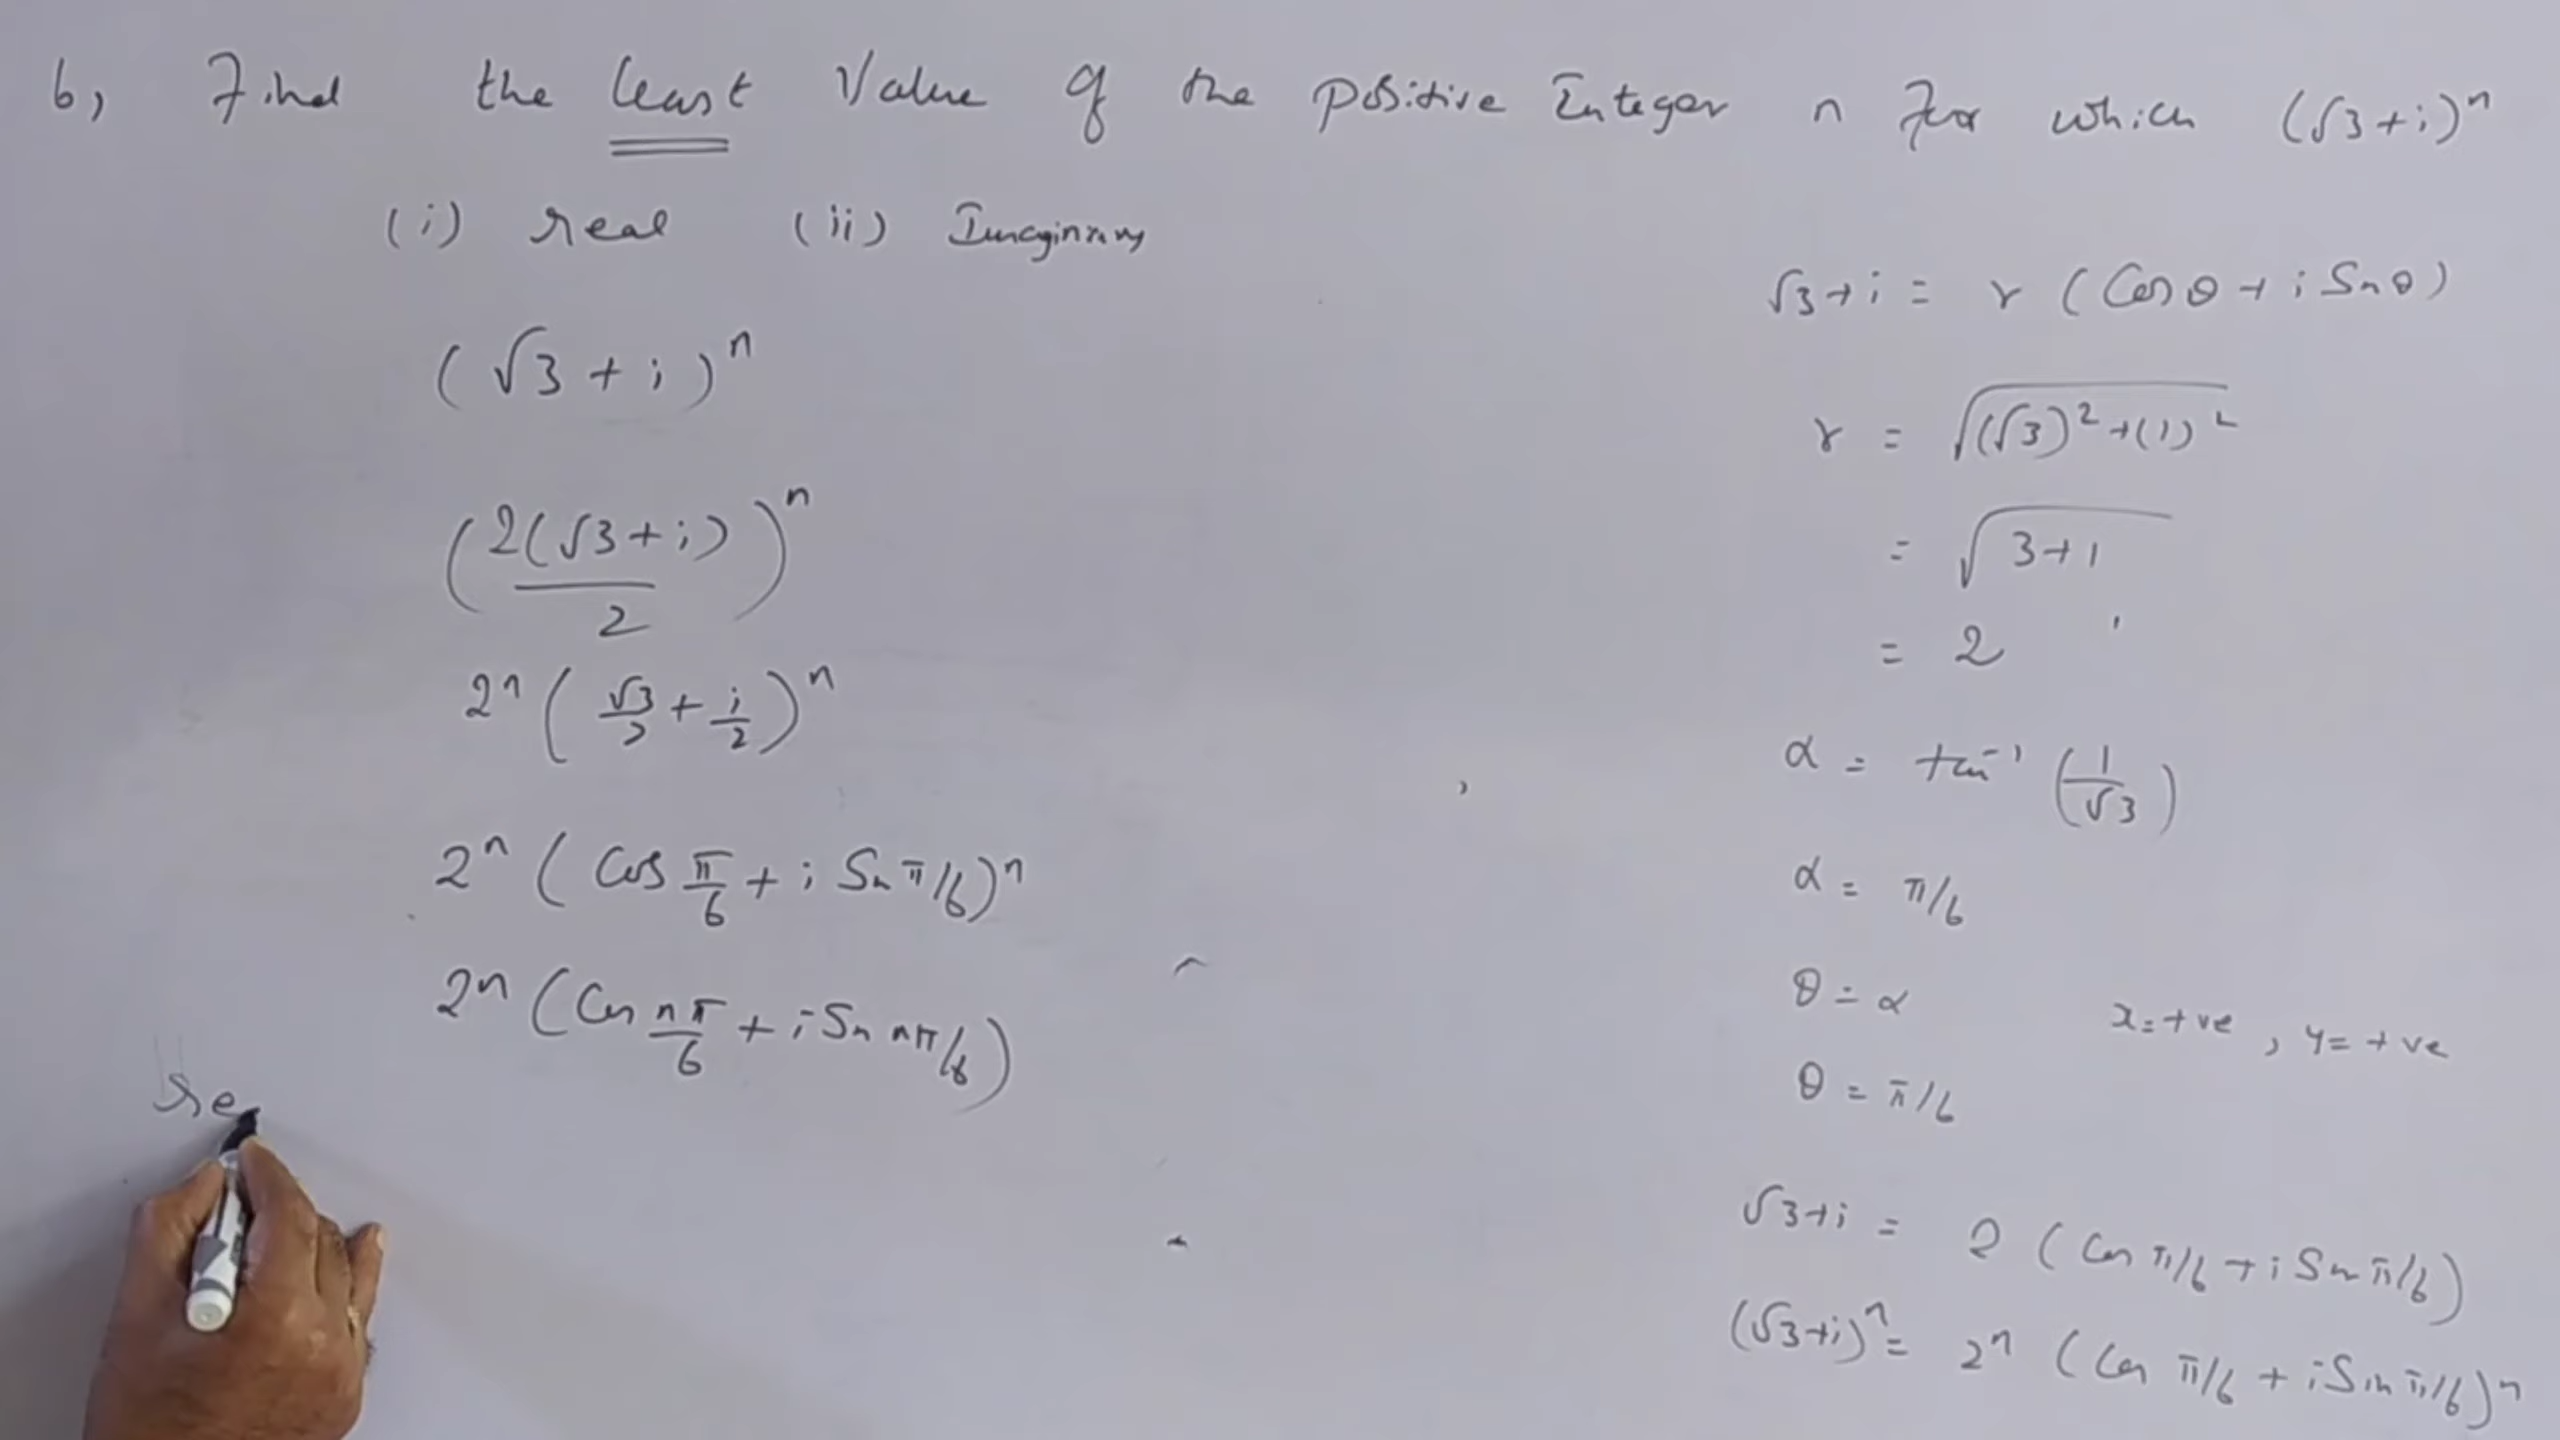 6, Find the least Value of the positive Integer n for which (√3+i)ⁿ
(i) real (ii) Imaginary
(√3 + i)ⁿ
(2(√3+i)/2)ⁿ
2ⁿ (√3/2 + i/2)ⁿ
2ⁿ (Cos π/6 + i Sin π/6)ⁿ
2ⁿ (Cos nπ/6 + i Sin nπ/6)
re
√3+i = r (Cos θ + i Sin θ)
r = √((√3)² + (1)²)
= √(3+1)
= 2
α = tan⁻¹ (1/√3)
α = π/6
θ = α x = +ve, y = +ve
θ = π/6
√3+i = 2 (Cos π/6 + i Sin π/6)
(√3+i)ⁿ = 2ⁿ (Cos π/6 + i Sin π/6)ⁿ